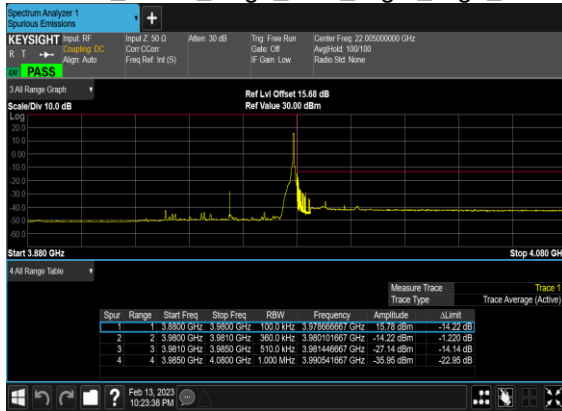 Spectrum Analyzer 1
Spurious Emissions
KEYSIGHT Input: RF Input Z: 50 Ω Atten: 30 dB Trig: Free Run Center Freq: 22.005000000 GHz
R T Coupling: DC Corr CCorr Gate: Off Avg|Hold: 100/100
Align: Auto Freq Ref: Int (S) IF Gain: Low Radio Std: None
LV PASS
3 All Range Graph Ref Lvl Offset 15.68 dB
Scale/Div 10.0 dB Ref Value 30.00 dBm
Log
20.0
10.0
0.00
-10.0
-20.0
-30.0
-40.0
-50.0
-60.0
Start 3.880 GHz Stop 4.080 GH
4 All Range Table
Measure Trace Trace 1
Trace Type Trace Average (Active)
Spur Range Start Freq Stop Freq RBW Frequency Amplitude ΔLimit
1 1 3.8800 GHz 3.9800 GHz 100.0 kHz 3.978666667 GHz 15.78 dBm -14.22 dB
2 2 3.9800 GHz 3.9810 GHz 360.0 kHz 3.980101667 GHz -14.22 dBm -1.220 dB
3 3 3.9810 GHz 3.9850 GHz 510.0 kHz 3.981446667 GHz -27.14 dBm -14.14 dB
4 4 3.9850 GHz 4.0800 GHz 1.000 MHz 3.990541667 GHz -35.95 dBm -22.95 dB
? Feb 13, 2023
10:23:38 PM